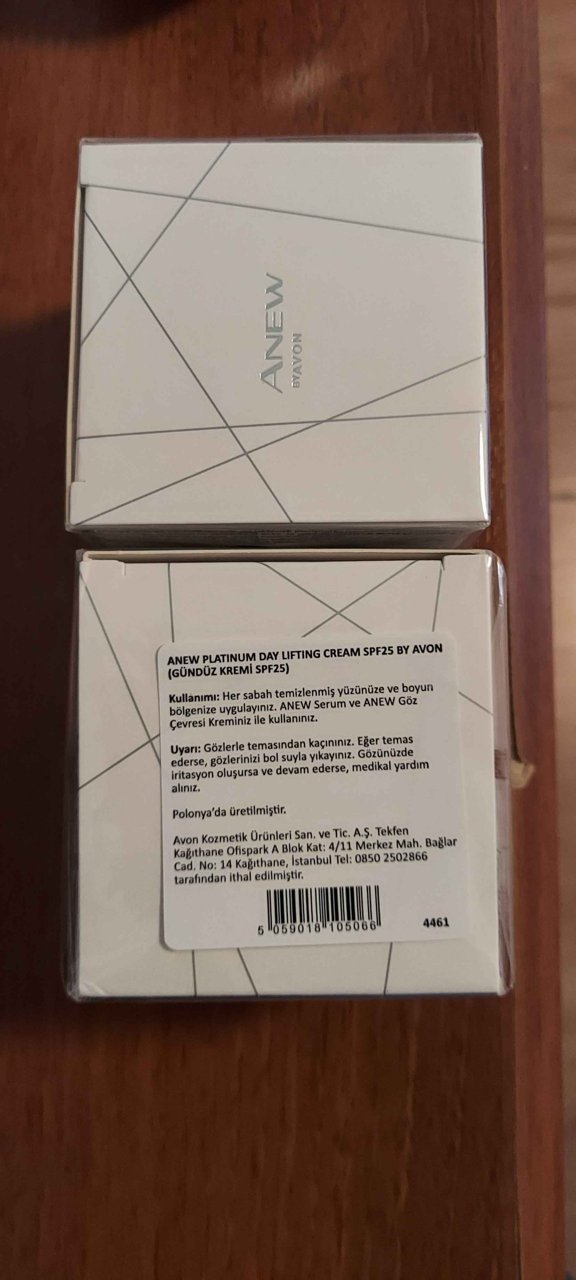 ANEW
BY AVON
ANEW PLATINUM DAY LIFTING CREAM SPF25 BY AVON
(GÜNDÜZ KREMİ SPF25)
Kullanımı: Her sabah temizlenmiş yüzünüze ve boyun
bölgenize uygulayınız. ANEW Serum ve ANEW Göz
Çevresi Kreminiz ile kullanınız.
Uyarı: Gözlerle temasından kaçınınız. Eğer temas
ederse, gözlerinizi bol suyla yıkayınız. Gözünüzde
iritasyon oluşursa ve devam ederse, medikal yardım
alınız.
Polonya'da üretilmiştir.
Avon Kozmetik Ürünleri San. ve Tic. A.Ş. Tekfen
Kağıthane Ofispark A Blok Kat: 4/11 Merkez Mah. Bağlar
Cad. No: 14 Kağıthane, İstanbul Tel: 0850 2502866
tarafından ithal edilmiştir.
5 059018 105066
4461